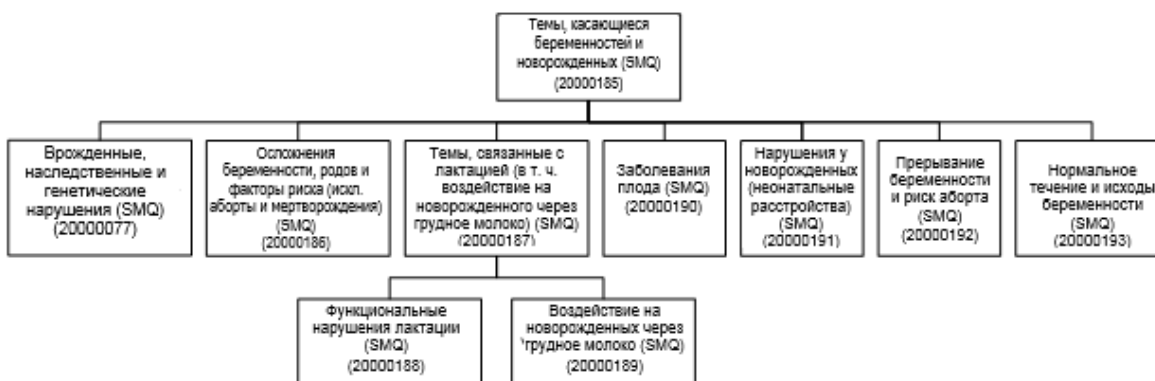 Темы, касающиеся
беременностей и
новорожденных (SMQ)
(20000185)
Врожденные,
наследственные и
генетические
нарушения (SMQ)
(20000077)
Осложнения
беременности, родов и
факторы риска (искл.
аборты и мертворождения)
(SMQ)
(20000186)
Темы, связанные с
лактацией (в т. ч.
воздействие на
новорожденного через
грудное молоко) (SMQ)
(20000187)
Заболевания
плода (SMQ)
(20000190)
Нарушения у
новорожденных
(неонатальные
расстройства)
(SMQ)
(20000191)
Прерывание
беременности
и риск аборта
(SMQ)
(20000192)
Нормальное
течение и исходы
беременности
(SMQ)
(20000193)
Функциональные
нарушения лактации
(SMQ)
(20000188)
Воздействие на
новорожденных через
грудное молоко (SMQ)
(20000189)